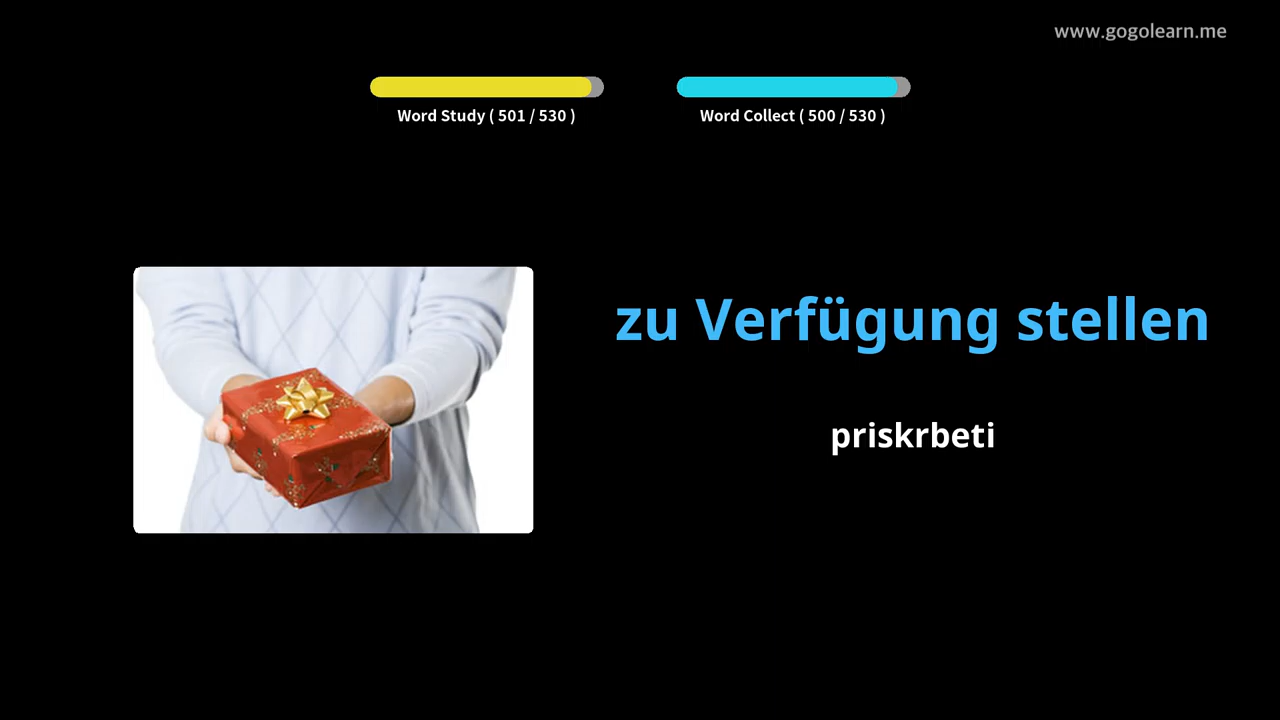 www.gogolearn.me
Word Study ( 501 / 530 )
Word Collect ( 500 / 530 )
zu Verfügung stellen
priskrbeti